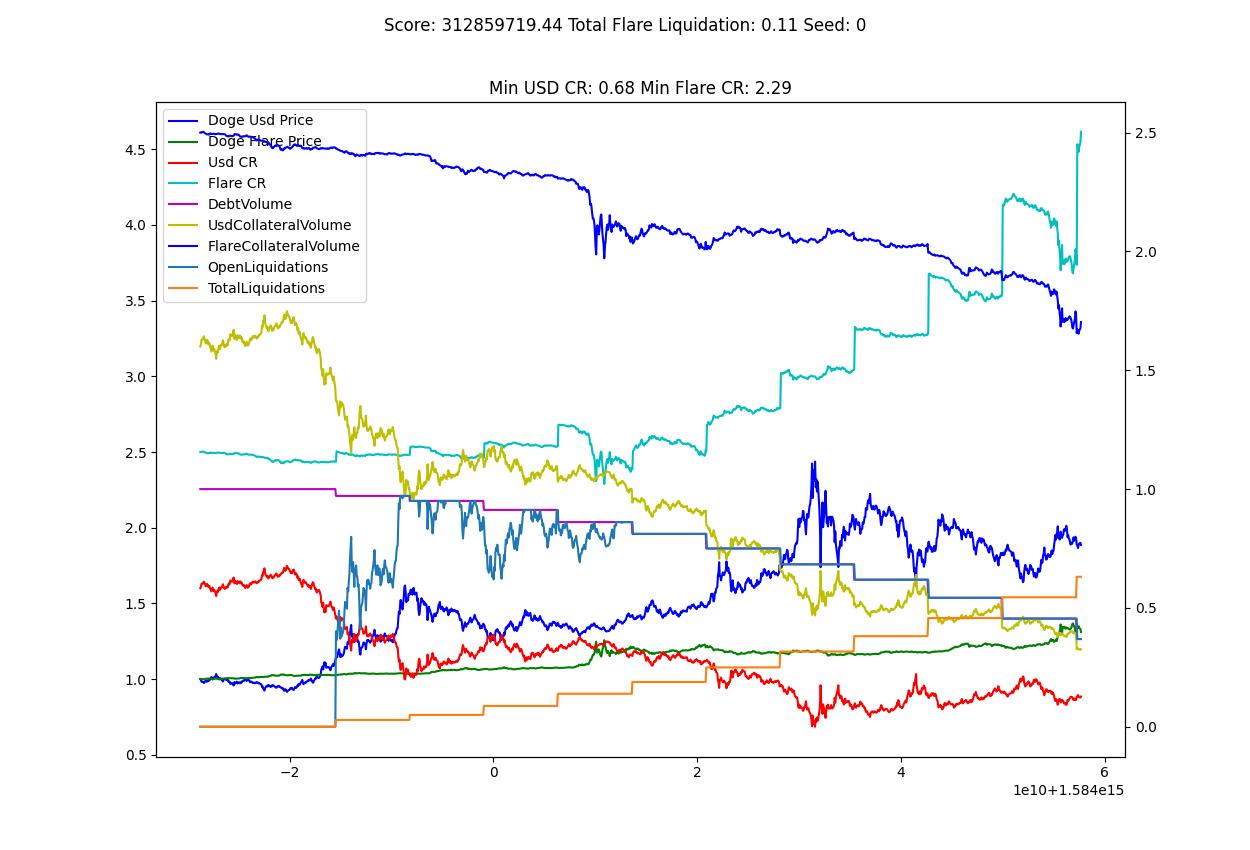 Score: 312859719.44 Total Flare Liquidation: 0.11 Seed: 0
Min USD CR: 0.68 Min Flare CR: 2.29
Doge Usd Price
Doge Flare Price
Usd CR
Flare CR
DebtVolume
UsdCollateralVolume
FlareCollateralVolume
OpenLiquidations
TotalLiquidations
4.5
4.0
3.5
3.0
2.5
2.0
1.5
1.0
0.5
2.5
2.0
1.5
1.0
0.5
0.0
−2
0
2
4
6
1e10+1.584e15